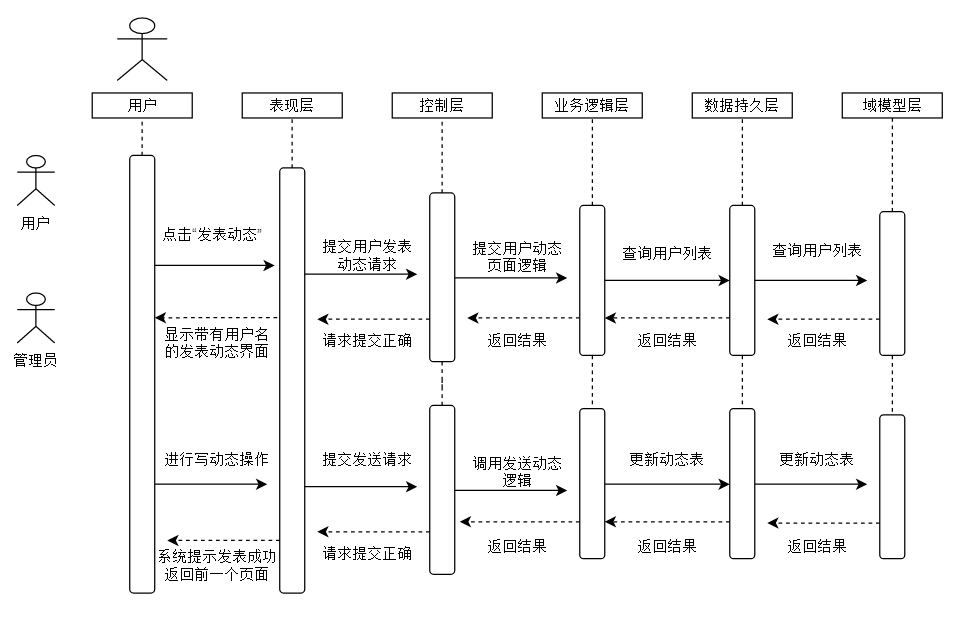 用户
表现层
控制层
业务逻辑层
数据持久层
域模型层
用户
管理员
点击“发表动态”
提交用户发表
动态请求
提交用户动态
页面逻辑
查询用户列表
查询用户列表
显示带有用户名
的发表动态界面
请求提交正确
返回结果
返回结果
返回结果
进行写动态操作
提交发送请求
调用发送动态
逻辑
更新动态表
更新动态表
系统提示发表成功
返回前一个页面
请求提交正确
返回结果
返回结果
返回结果